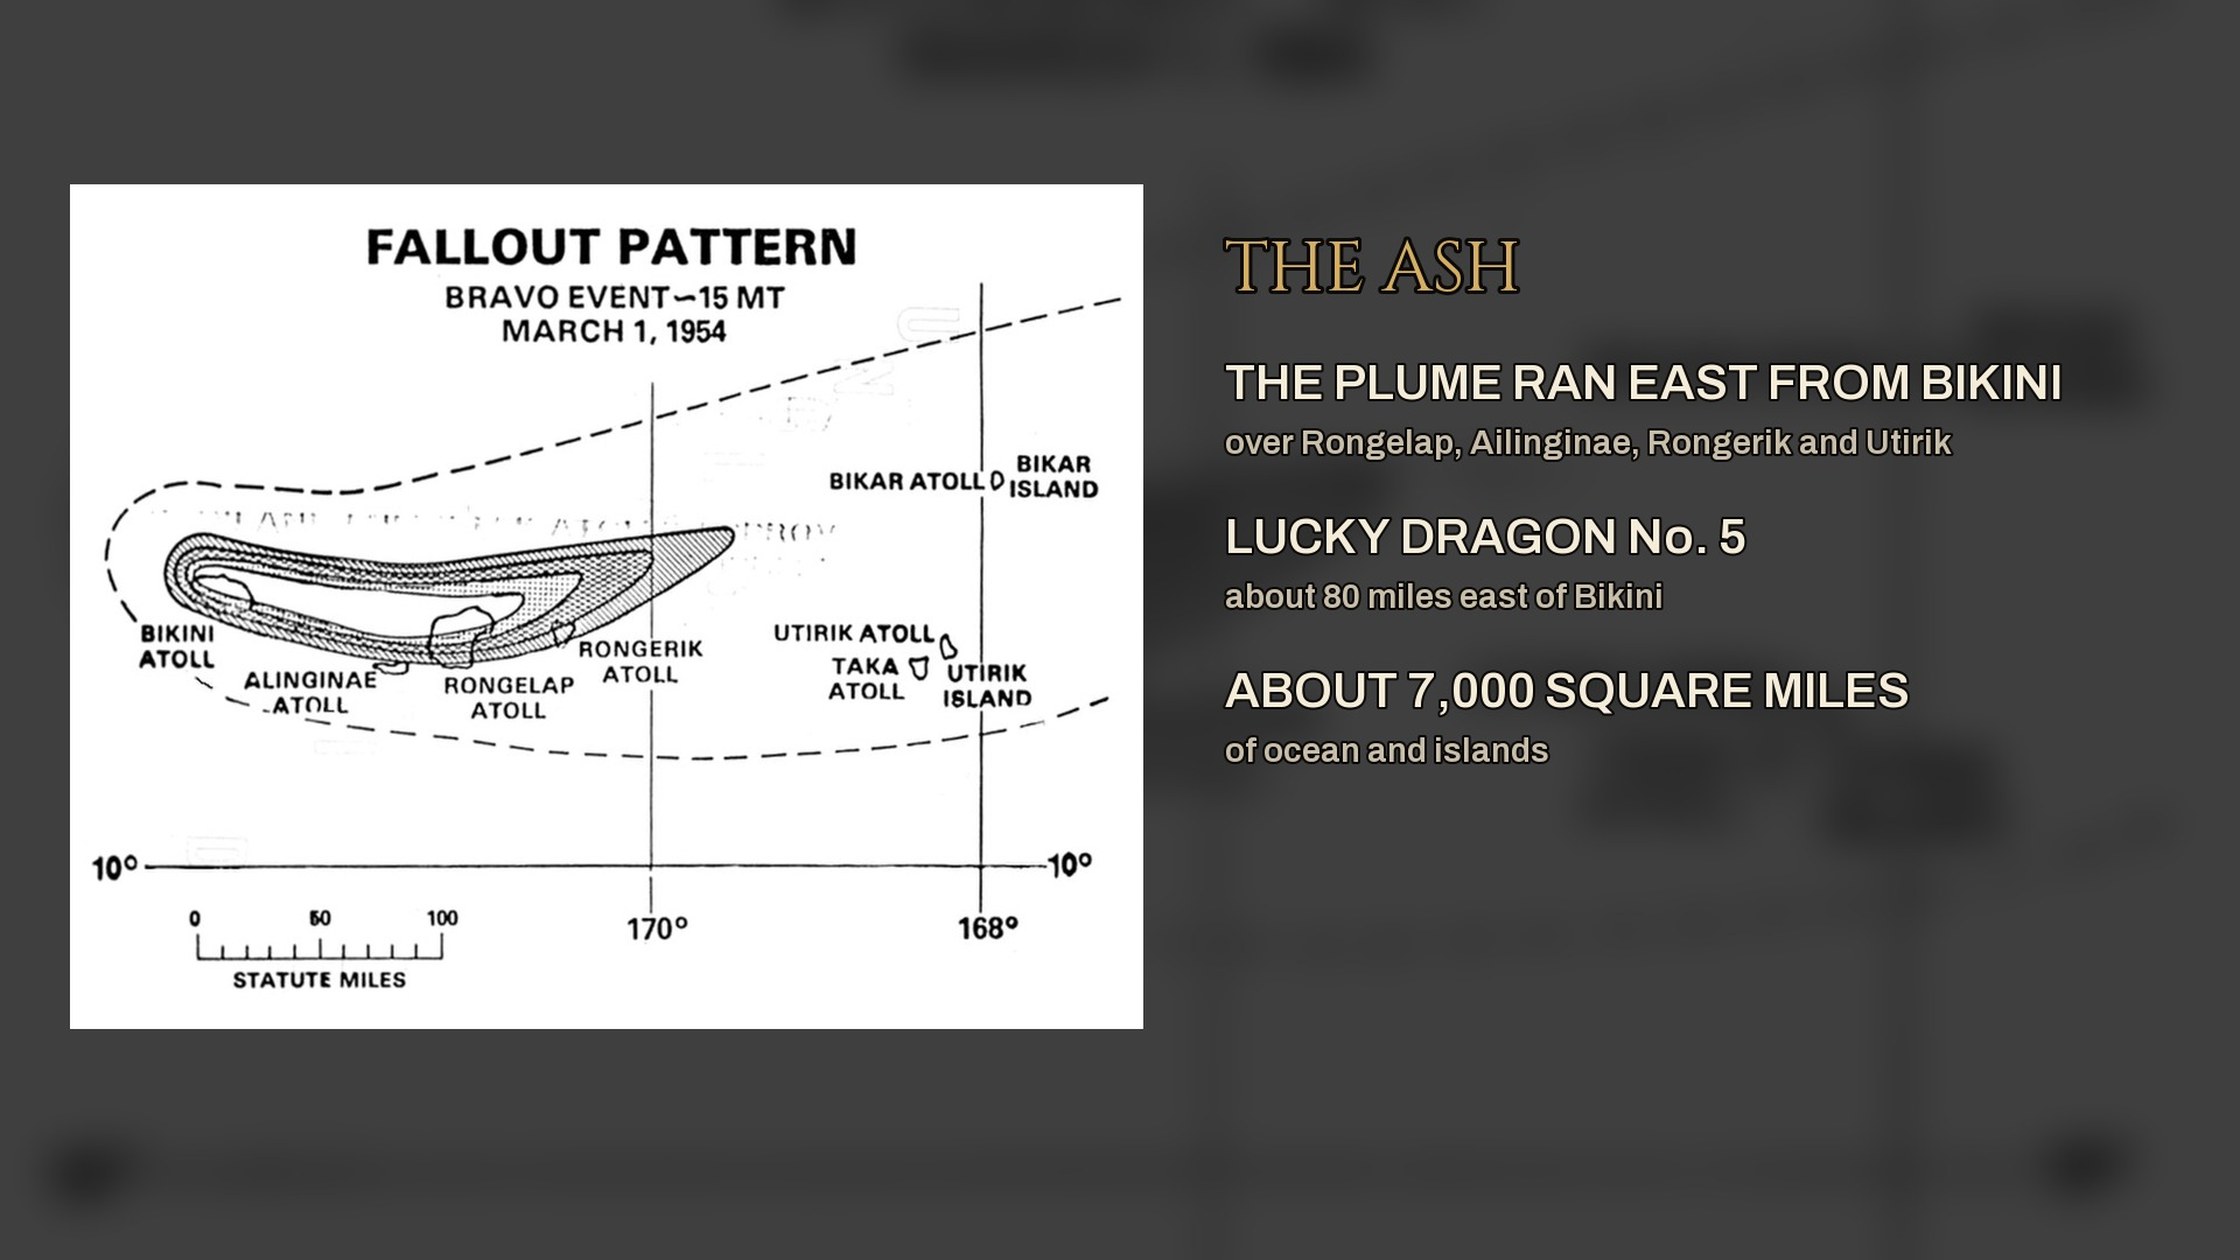 FALLOUT PATTERN
BRAVO EVENT–15 MT
MARCH 1, 1954
BIKAR ATOLL
BIKAR
ISLAND
BIKINI
ATOLL
ALINGINAE
ATOLL
RONGELAP
ATOLL
RONGERIK
ATOLL
UTIRIK ATOLL
TAKA
ATOLL
UTIRIK
ISLAND
10°
10°
170°
168°
0 50 100
STATUTE MILES
THE ASH
THE PLUME RAN EAST FROM BIKINI
over Rongelap, Ailinginae, Rongerik and Utirik
LUCKY DRAGON No. 5
about 80 miles east of Bikini
ABOUT 7,000 SQUARE MILES
of ocean and islands